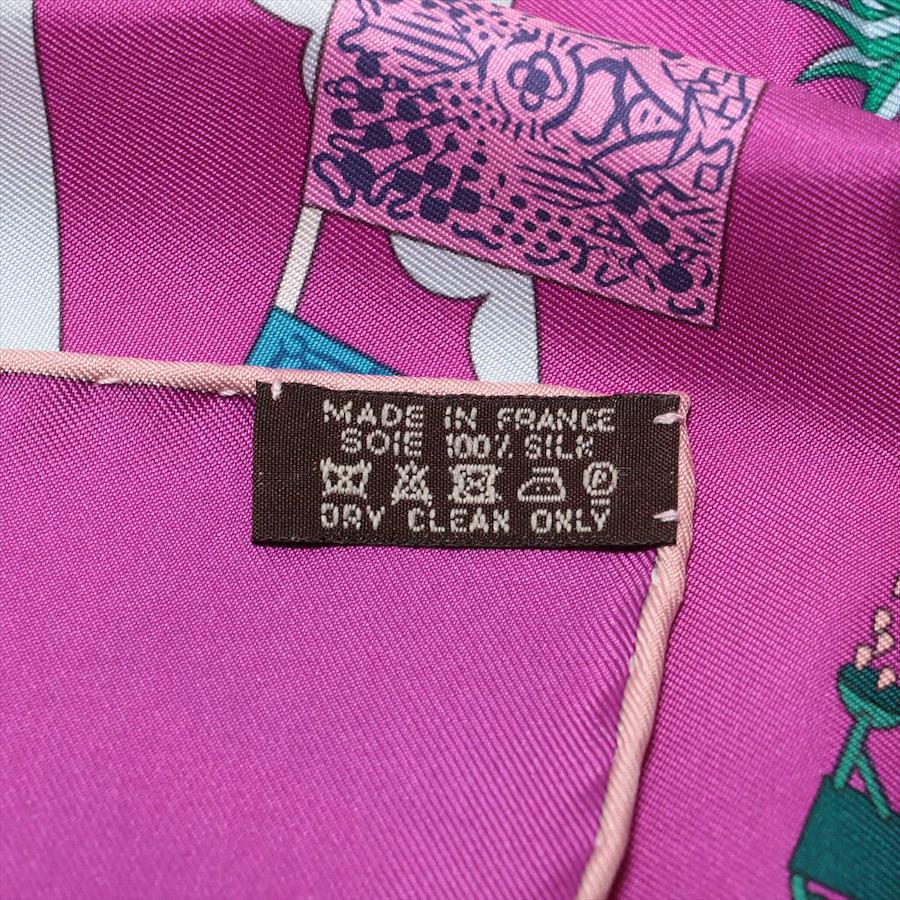 MADE IN FRANCE
SOIE 100% SILK
P
DRY CLEAN ONLY